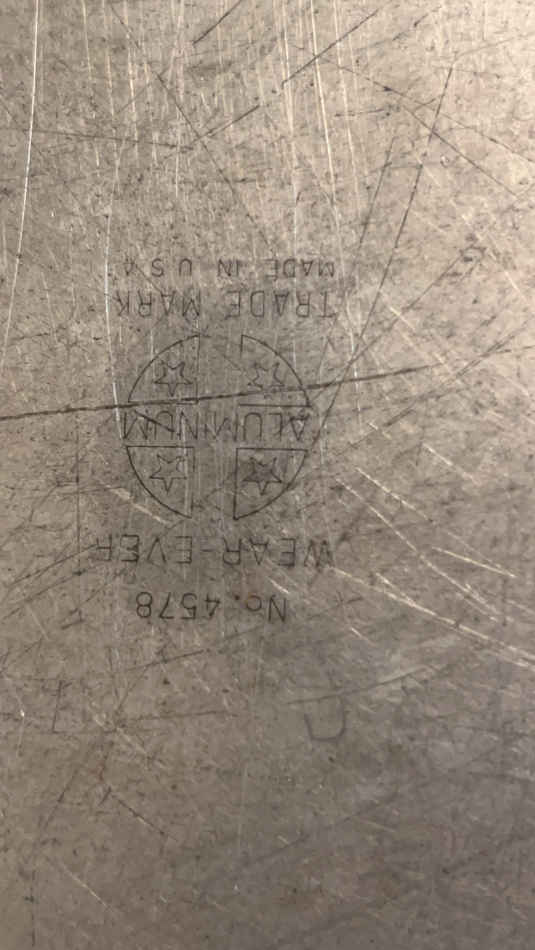 No. 4578
WEAR-EVER
ALUMINUM
TRADE MARK
MADE IN U S A